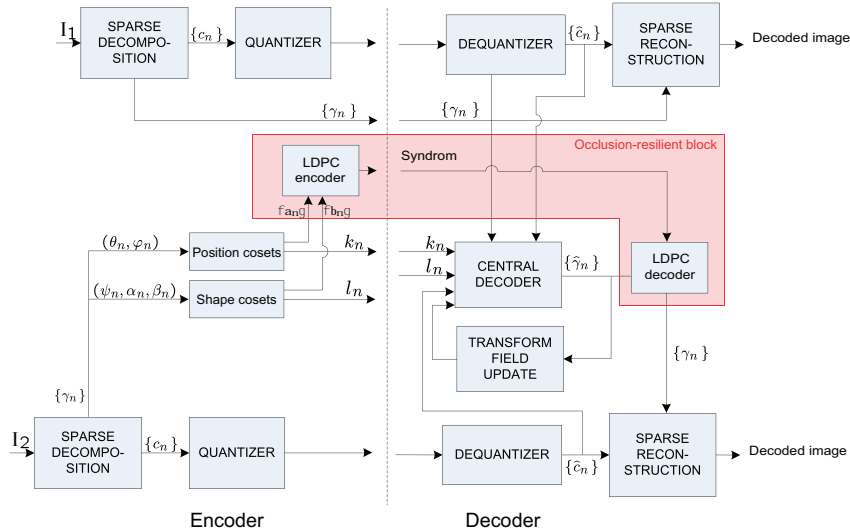 I1
SPARSE
DECOMPO-
SITION
{cn}
QUANTIZER
DEQUANTIZER
{ĉn}
SPARSE
RECON-
STRUCTION
Decoded image
{γn}
{γn}
Occlusion-resilient block
LDPC
encoder
Syndrom
fang
fbng
(θn, φn)
Position cosets
kn
kn
(ψn, αn, βn)
Shape cosets
ln
ln
CENTRAL
DECODER
{γ̂n}
LDPC
decoder
TRANSFORM
FIELD
UPDATE
{γn}
{γn}
I2
SPARSE
DECOMPO-
SITION
{cn}
QUANTIZER
DEQUANTIZER
{ĉn}
SPARSE
RECON-
STRUCTION
Decoded image
Encoder
Decoder